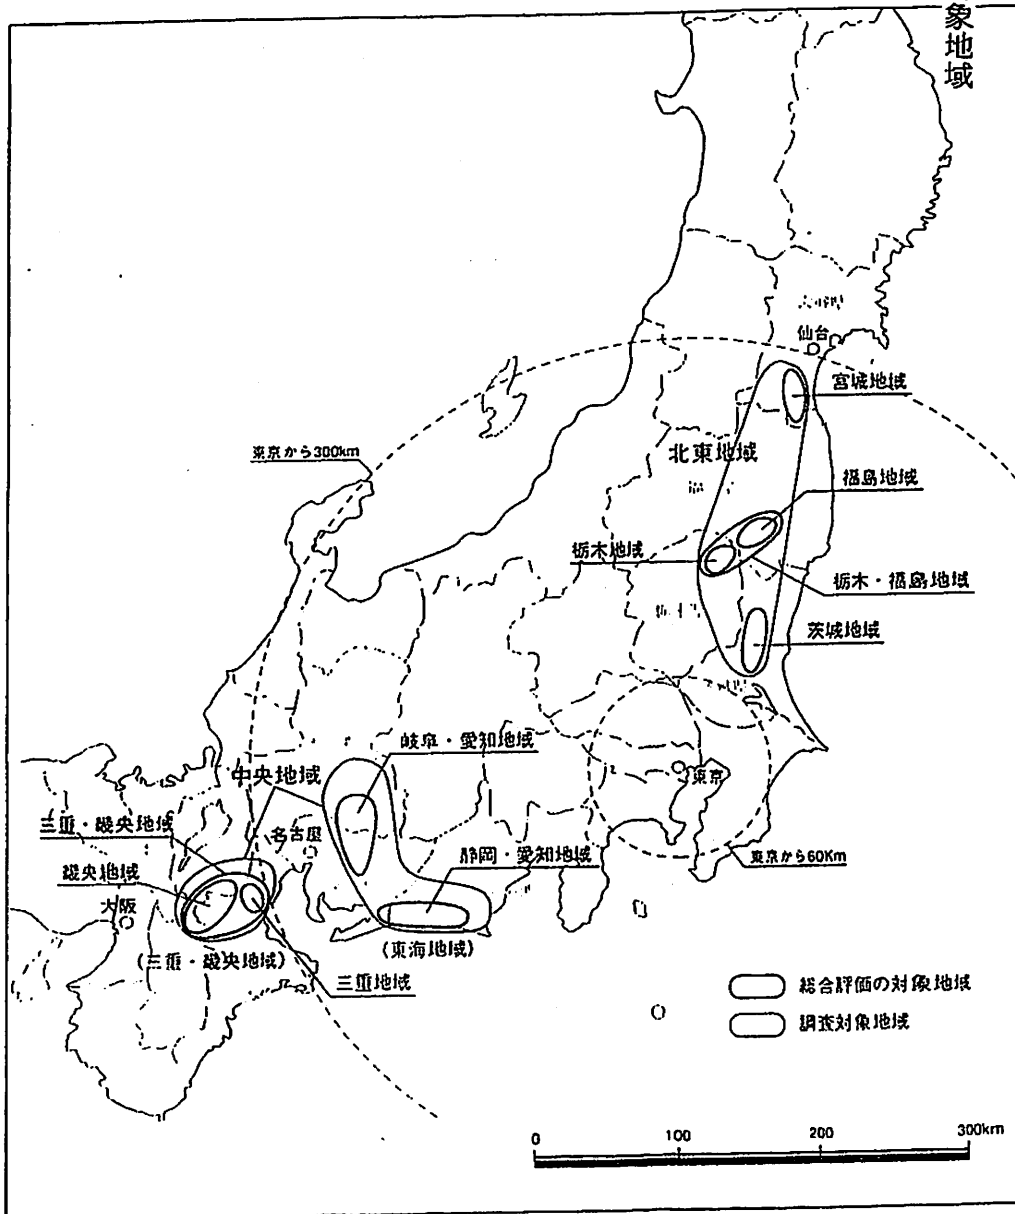 象地域
仙台
宮城地域
北東地域
東京から300km
福島地域
栃木地域
栃木・福島地域
茨城地域
岐阜・愛知地域
中央地域
東京
三重・畿央地域
名古屋
静岡・愛知地域
東京から60Km
畿央地域
大阪
(東海地域)
(三重・畿央地域)
三重地域
総合評価の対象地域
調査対象地域
0 100 200 300km